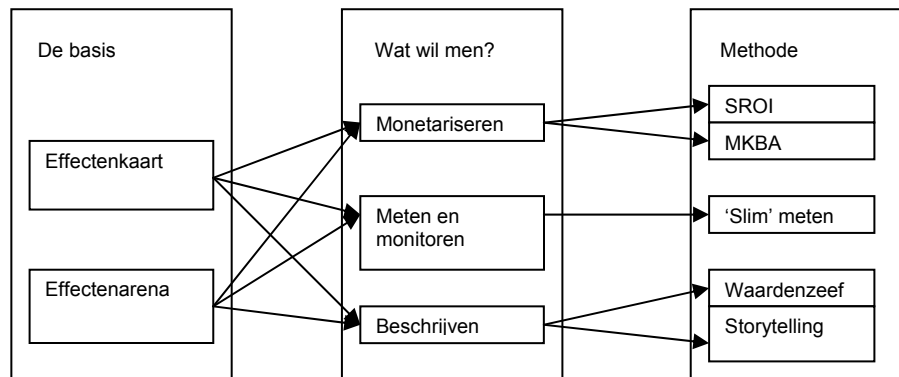 De basis
Effectenkaart
Effectenarena
Wat wil men?
Monetariseren
Meten en
monitoren
Beschrijven
Methode
SROI
MKBA
‘Slim’ meten
Waardenzeef
Storytelling